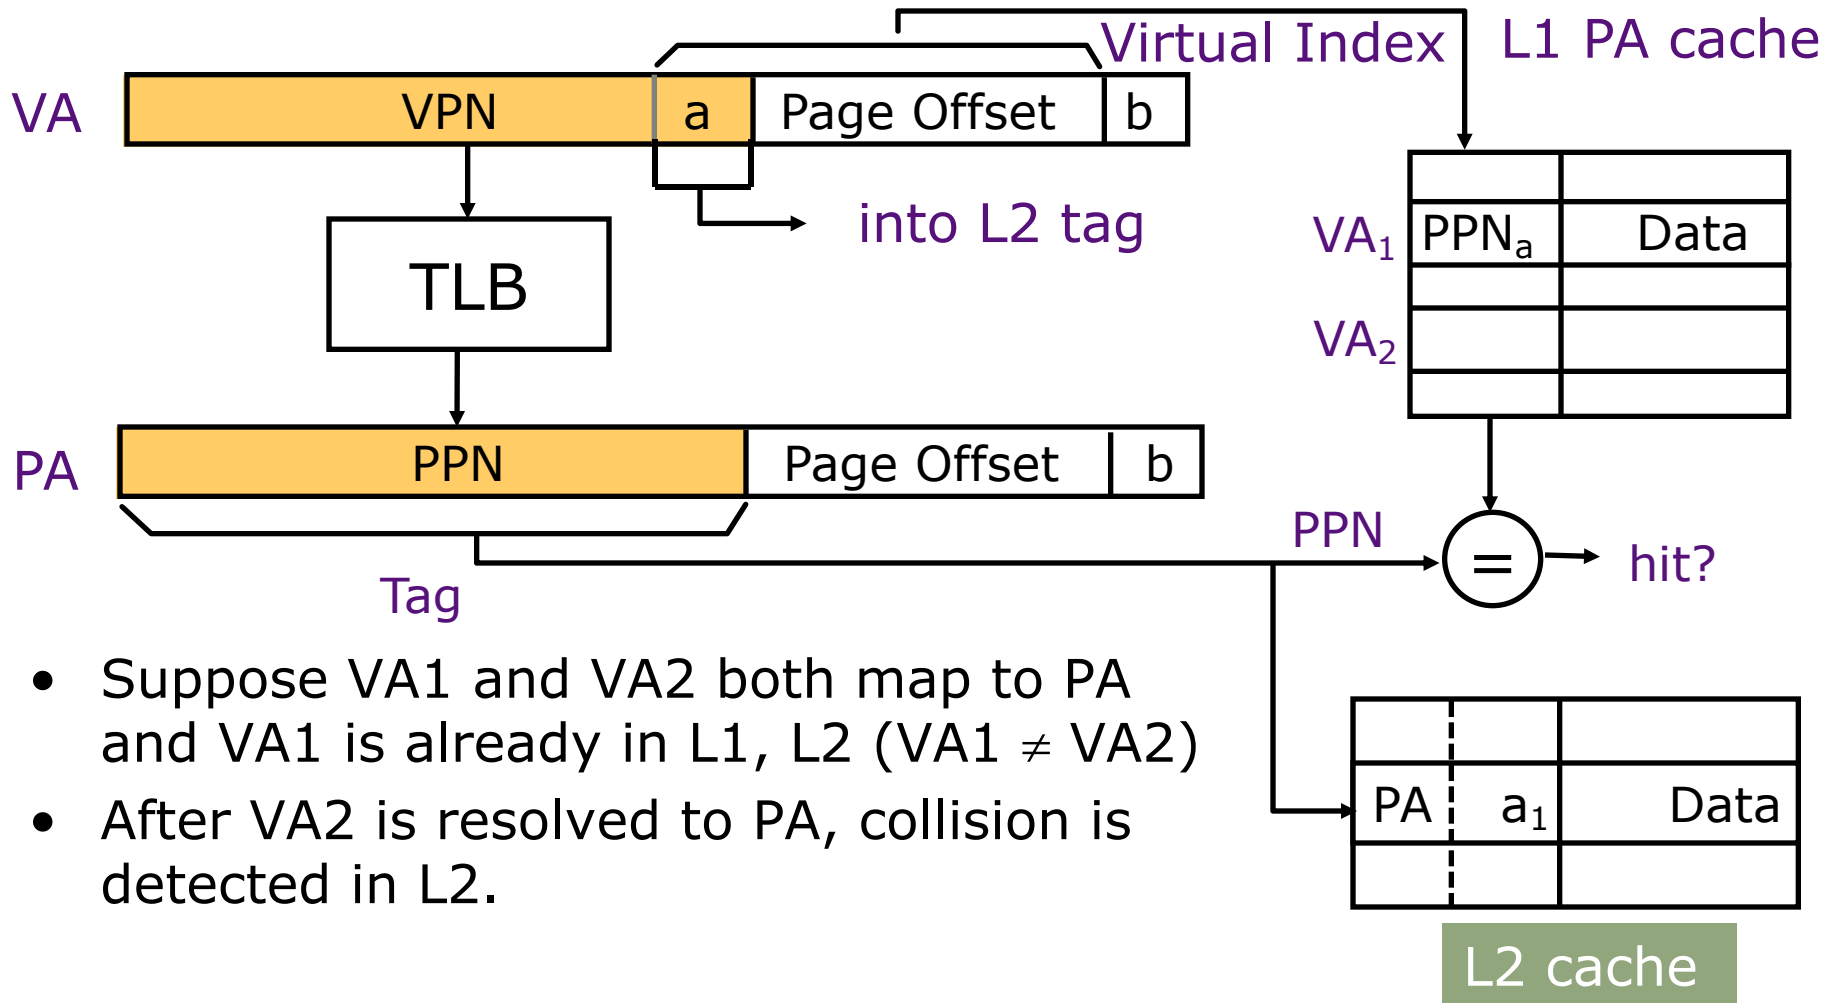 Virtual Index
L1 PA cache
VA
VPN
a
Page Offset
b
into L2 tag
TLB
VA₁
PPNₐ
Data
VA₂
PA
PPN
Page Offset
b
PPN
=
hit?
Tag
• Suppose VA1 and VA2 both map to PA
and VA1 is already in L1, L2 (VA1 ≠ VA2)
• After VA2 is resolved to PA, collision is
detected in L2.
PA
a₁
Data
L2 cache